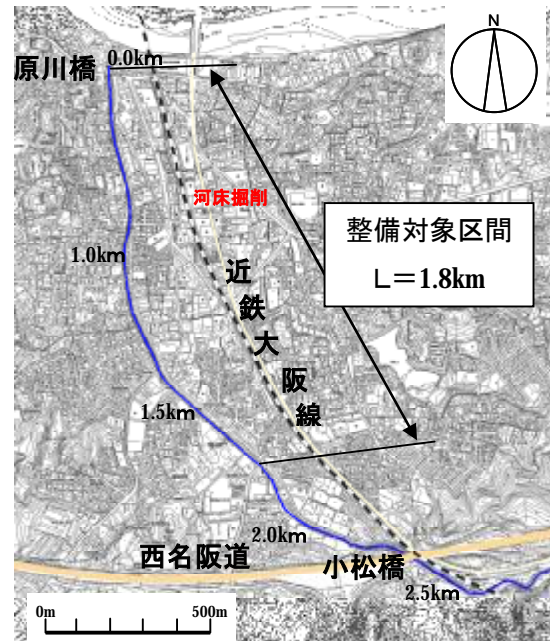 N
原川橋
0.0km
河床掘削
整備対象区間
L=1.8km
1.0km
近鉄大阪線
1.5km
2.0km
西名阪道
小松橋
2.5km
0m
500m